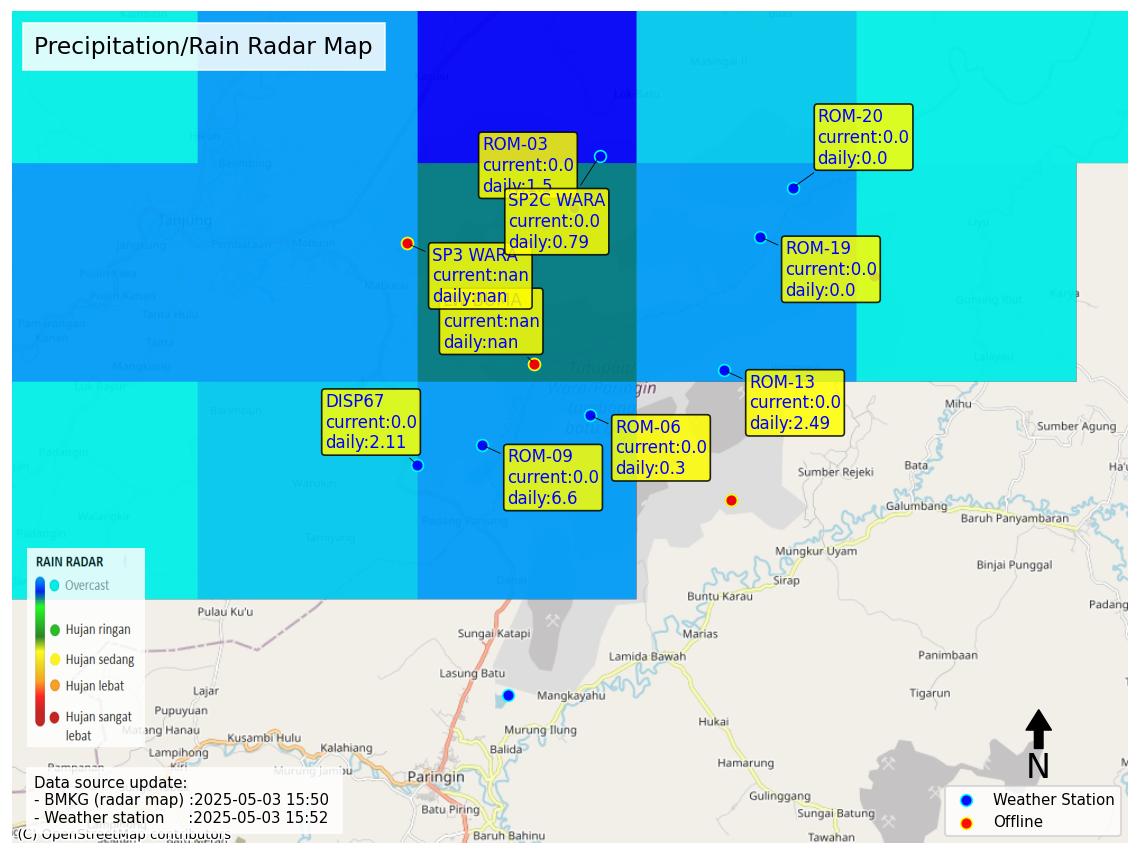 Precipitation/Rain Radar Map
Masingai II
ROM-20
current:0.0
daily:0.0
ROM-03
current:0.0
daily:1.5
SP2C WARA
current:0.0
daily:0.79
Tanjung
ROM-19
current:0.0
daily:0.0
SP3 WARA
current:nan
daily:nan
current:nan
daily:nan
Karya
ROM-13
current:0.0
daily:2.49
DISP67
current:0.0
daily:2.11
ROM-06
current:0.0
daily:0.3
ROM-09
current:0.0
daily:6.6
Mihu
Sumber Agung
Sumber Rejeki
Bata
Ha'u
Galumbang
Baruh Panyambaran
Mungkur Uyam
Binjai Punggal
Sirap
Buntu Karau
Padang
RAIN RADAR
Overcast
Hujan ringan
Hujan sedang
Hujan lebat
Hujan sangat
lebat
Pulau Ku'u
Sungai Katapi
Marias
Lamida Bawah
Panimbaan
Lasung Batu
Lajar
Mangkayahu
Tigarun
Pupuyuan
Matang Hanau
Hukai
Kusambi Hulu
Murung Ilung
Lampihong
Kalahiang
Balida
Hamarung
Murung Jambu
Paringin
Gulinggang
Batu Piring
Sungai Batung
Baruh Bahinu
Tawahan
N
Data source update:
- BMKG (radar map) :2025-05-03 15:50
- Weather station :2025-05-03 15:52
(C) OpenStreetMap contributors
Weather Station
Offline